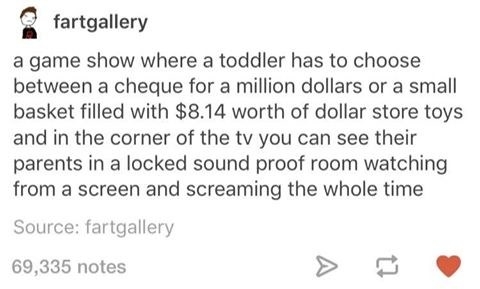 fartgallery
a game show where a toddler has to choose
between a cheque for a million dollars or a small
basket filled with $8.14 worth of dollar store toys
and in the corner of the tv you can see their
parents in a locked sound proof room watching
from a screen and screaming the whole time
Source: fartgallery
69,335 notes